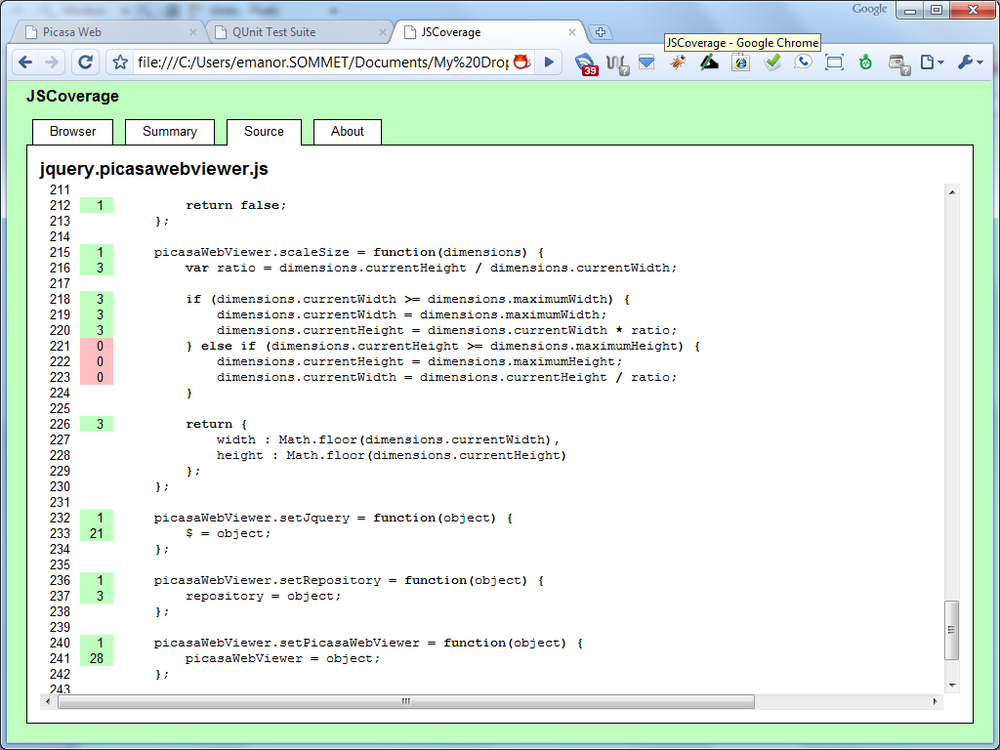 Google
Picasa Web
QUnit Test Suite
JSCoverage
JSCoverage - Google Chrome
file:///C:/Users/emanor.SOMMET/Documents/My%20Drop
39
?
?
JSCoverage
Browser
Summary
Source
About
jquery.picasawebviewer.js
211
212 1 return false;
213 };
214
215 1 picasaWebViewer.scaleSize = function(dimensions) {
216 3 var ratio = dimensions.currentHeight / dimensions.currentWidth;
217
218 3 if (dimensions.currentWidth >= dimensions.maximumWidth) {
219 3 dimensions.currentWidth = dimensions.maximumWidth;
220 3 dimensions.currentHeight = dimensions.currentWidth * ratio;
221 0 } else if (dimensions.currentHeight >= dimensions.maximumHeight) {
222 0 dimensions.currentHeight = dimensions.maximumHeight;
223 0 dimensions.currentWidth = dimensions.currentHeight / ratio;
224 }
225
226 3 return {
227 width : Math.floor(dimensions.currentWidth),
228 height : Math.floor(dimensions.currentHeight)
229 };
230 };
231
232 1 picasaWebViewer.setJquery = function(object) {
233 21 $ = object;
234 };
235
236 1 picasaWebViewer.setRepository = function(object) {
237 3 repository = object;
238 };
239
240 1 picasaWebViewer.setPicasaWebViewer = function(object) {
241 28 picasaWebViewer = object;
242 };
243